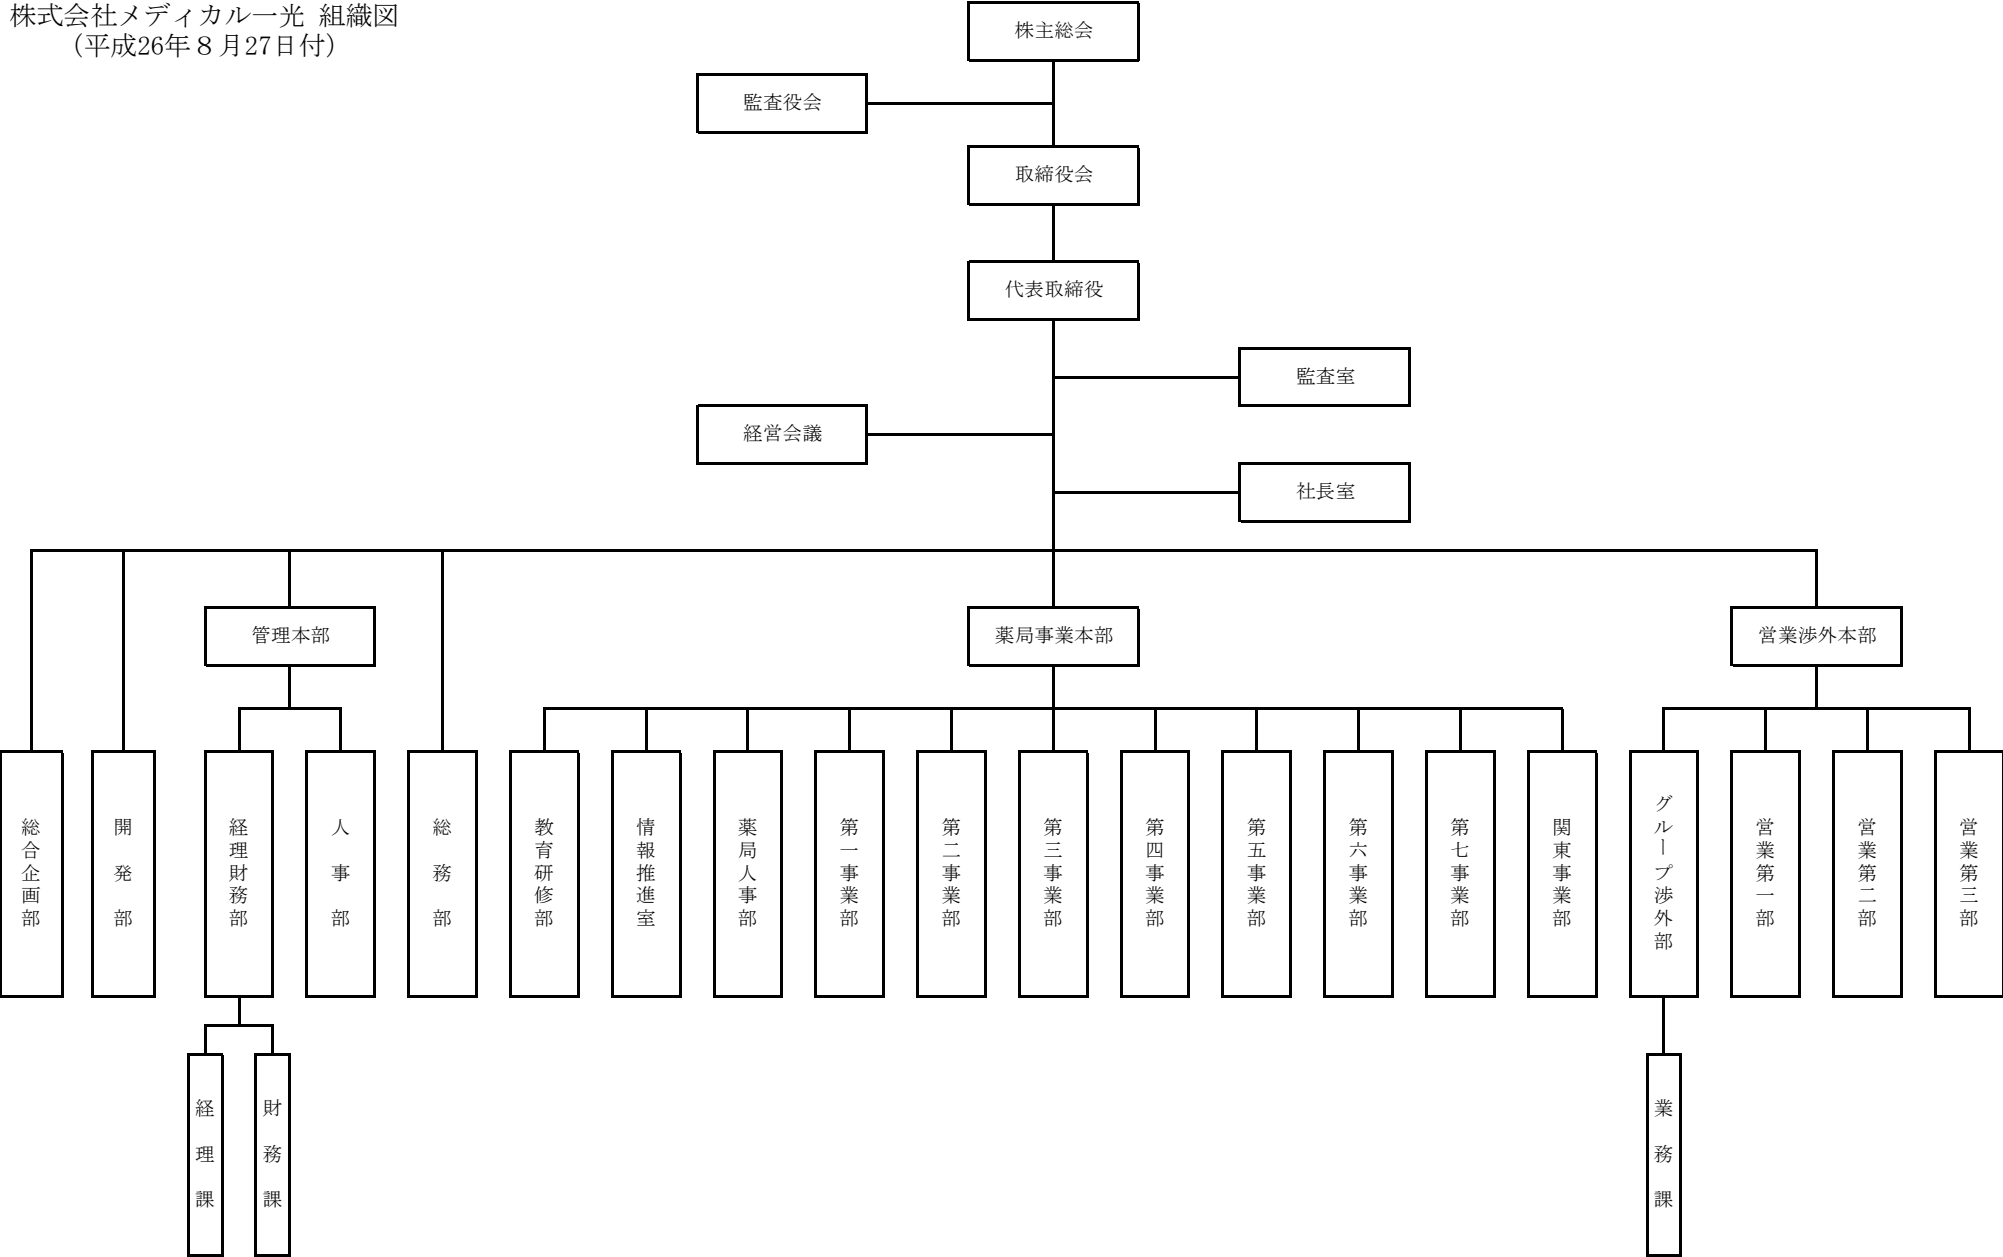 株式会社メディカル一光 組織図
（平成26年８月27日付）
株主総会
監査役会
取締役会
代表取締役
監査室
経営会議
社長室
管理本部
薬局事業本部
営業渉外本部
総合企画部
開発部
経理財務部
人事部
総務部
教育研修部
情報推進室
薬局人事部
第一事業部
第二事業部
第三事業部
第四事業部
第五事業部
第六事業部
第七事業部
関東事業部
グループ渉外部
営業第一部
営業第二部
営業第三部
経理課
財務課
業務課